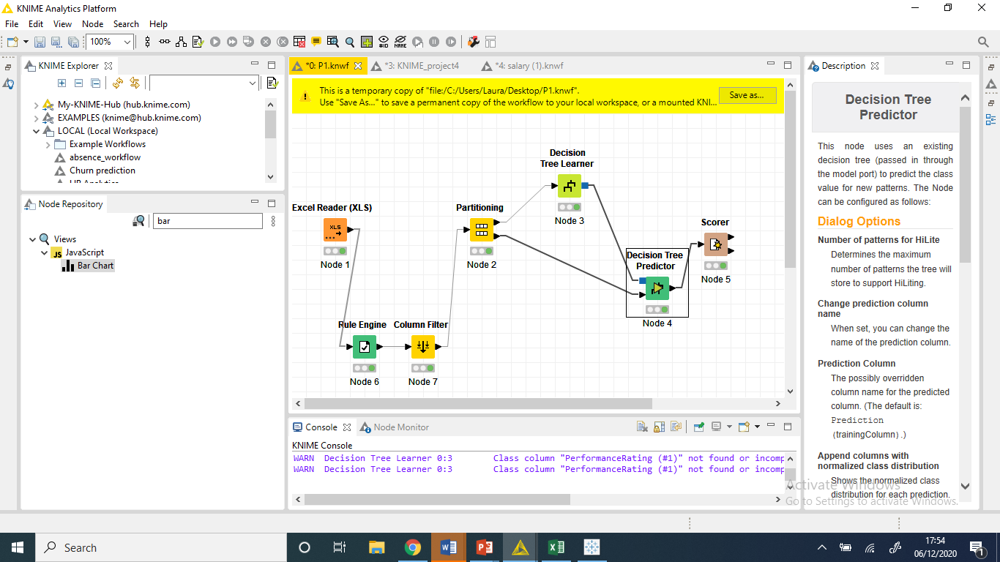 KNIME Analytics Platform
File Edit View Node Search Help
100%
KNIME Explorer
My-KNIME-Hub (hub.knime.com)
EXAMPLES (knime@hub.knime.com)
LOCAL (Local Workspace)
Example Workflows
absence_workflow
Churn prediction
Node Repository
bar
Views
JS JavaScript
Bar Chart
*0: P1.knwf
*3: KNIME_project4
*4: salary (1).knwf
This is a temporary copy of "file:/C:/Users/Laura/Desktop/P1.knwf".
Use "Save As..." to save a permanent copy of the workflow to your local workspace, or a mounted KNI...
Save as...
Decision
Tree Learner
Node 3
Excel Reader (XLS)
XLS
Node 1
Partitioning
Node 2
Scorer
Node 5
Decision Tree
Predictor
Node 4
Rule Engine
Node 6
Column Filter
Node 7
Console
Node Monitor
KNIME Console
WARN Decision Tree Learner 0:3 Class column "PerformanceRating (#1)" not found or incomp
WARN Decision Tree Learner 0:3 Class column "PerformanceRating (#1)" not found or incomp
Description
Decision Tree
Predictor
This node uses an existing
decision tree (passed in through
the model port) to predict the class
value for new patterns. The Node
can be configured as follows:
Dialog Options
Number of patterns for HiLite
Determines the maximum
number of patterns the tree will
store to support HiLiting.
Change prediction column
name
When set, you can change the
name of the prediction column.
Prediction Column
The possibly overridden
column name for the predicted
column. (The default is:
Prediction
(trainingColumn).)
Append columns with
normalized class distribution
Shows the normalized class
distribution for each prediction.
Activate Windows
Go to Settings to activate Windows.
Search
17:54
06/12/2020
1